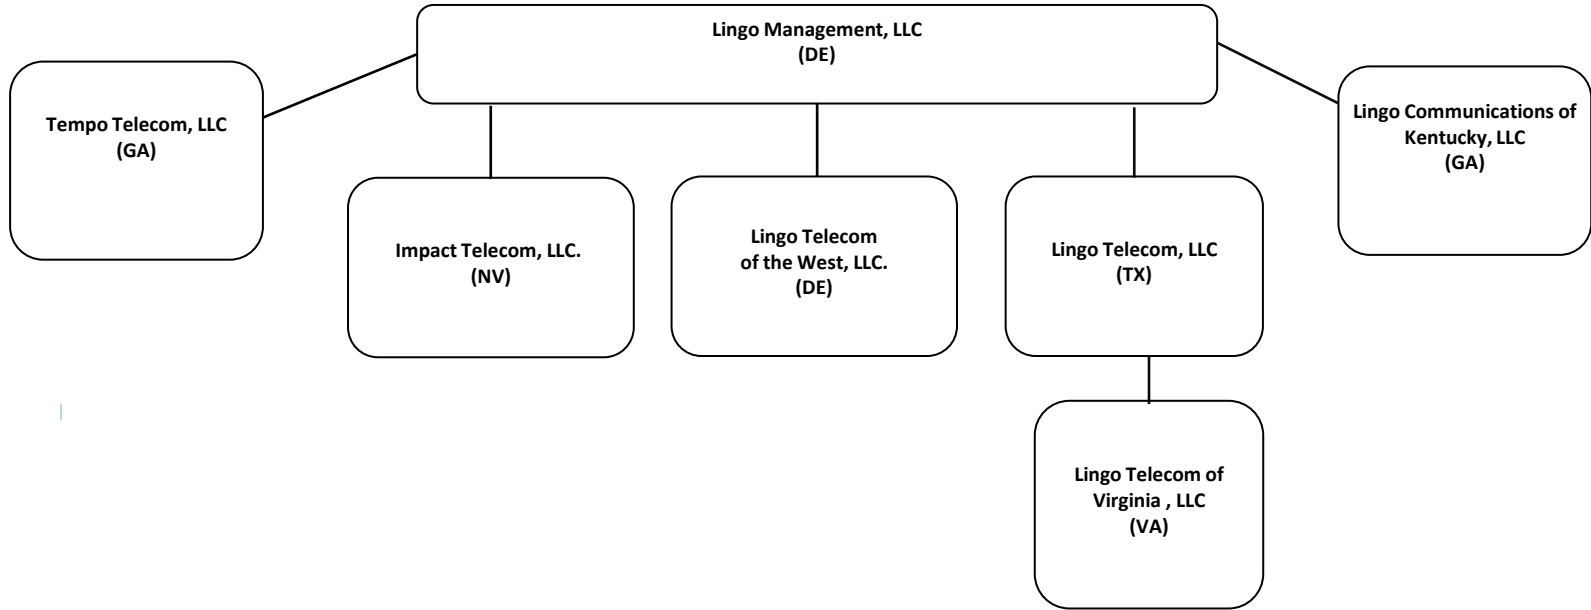 Lingo Management, LLC
(DE)
Tempo Telecom, LLC
(GA)
Lingo Communications of
Kentucky, LLC
(GA)
Impact Telecom, LLC.
(NV)
Lingo Telecom
of the West, LLC.
(DE)
Lingo Telecom, LLC
(TX)
Lingo Telecom of
Virginia , LLC
(VA)